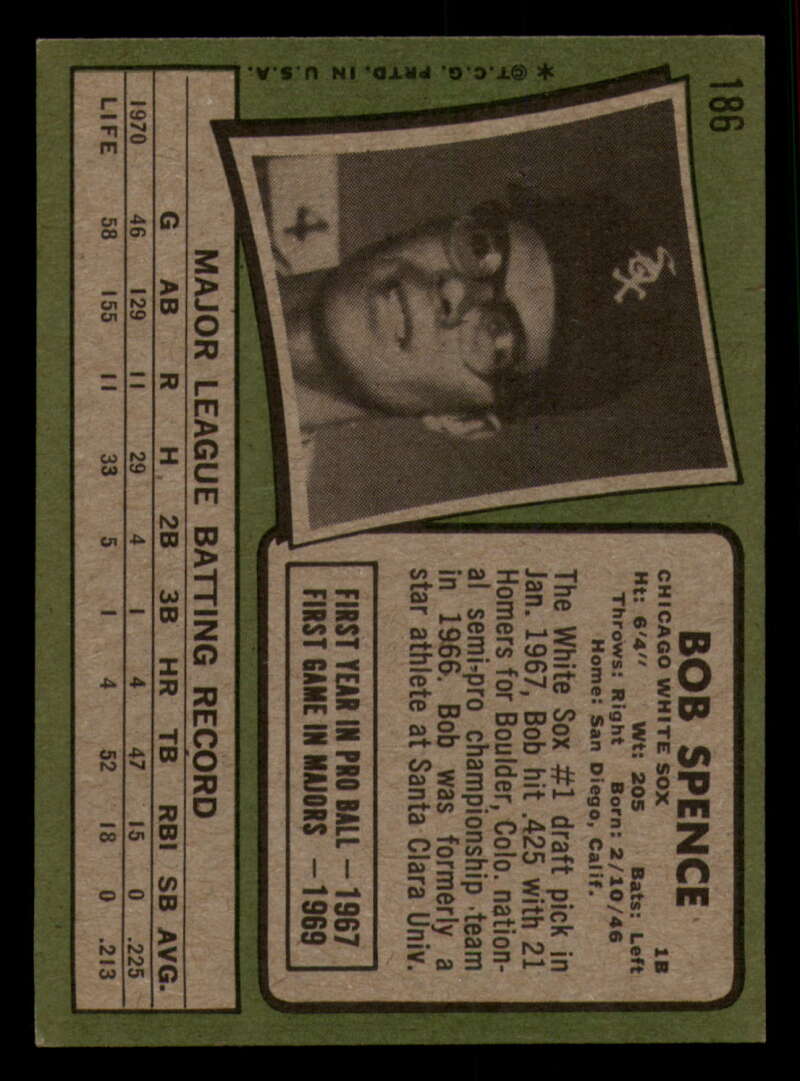 186
* ©T.C.G. PRTD. IN U.S.A.
4
SOX
BOB SPENCE
CHICAGO WHITE SOX 1B
Ht: 6'4" Wt: 205 Bats: Left
Throws: Right Born: 2/10/46
Home: San Diego, Calif.
The White Sox #1 draft pick in
Jan. 1967, Bob hit .425 with 21
Homers for Boulder, Colo. nation-
al semi-pro championship team
in 1966. Bob was formerly a
star athlete at Santa Clara Univ.
FIRST YEAR IN PRO BALL — 1967
FIRST GAME IN MAJORS — 1969
MAJOR LEAGUE BATTING RECORD
G AB R H 2B 3B HR TB RBI SB AVG.
1970 46 129 11 29 4 1 4 47 15 0 .225
LIFE 58 155 11 33 5 1 4 52 18 0 .213